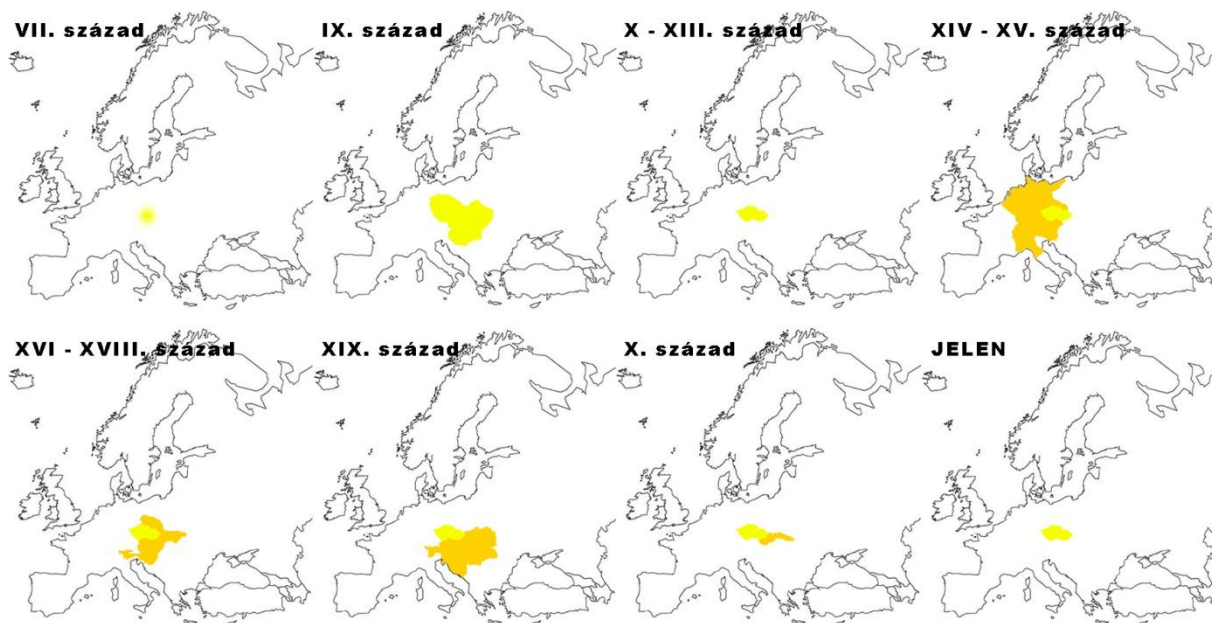 VII. század
IX. század
X - XIII. század
XIV - XV. század
XVI - XVIII. század
XIX. század
X. század
JELEN